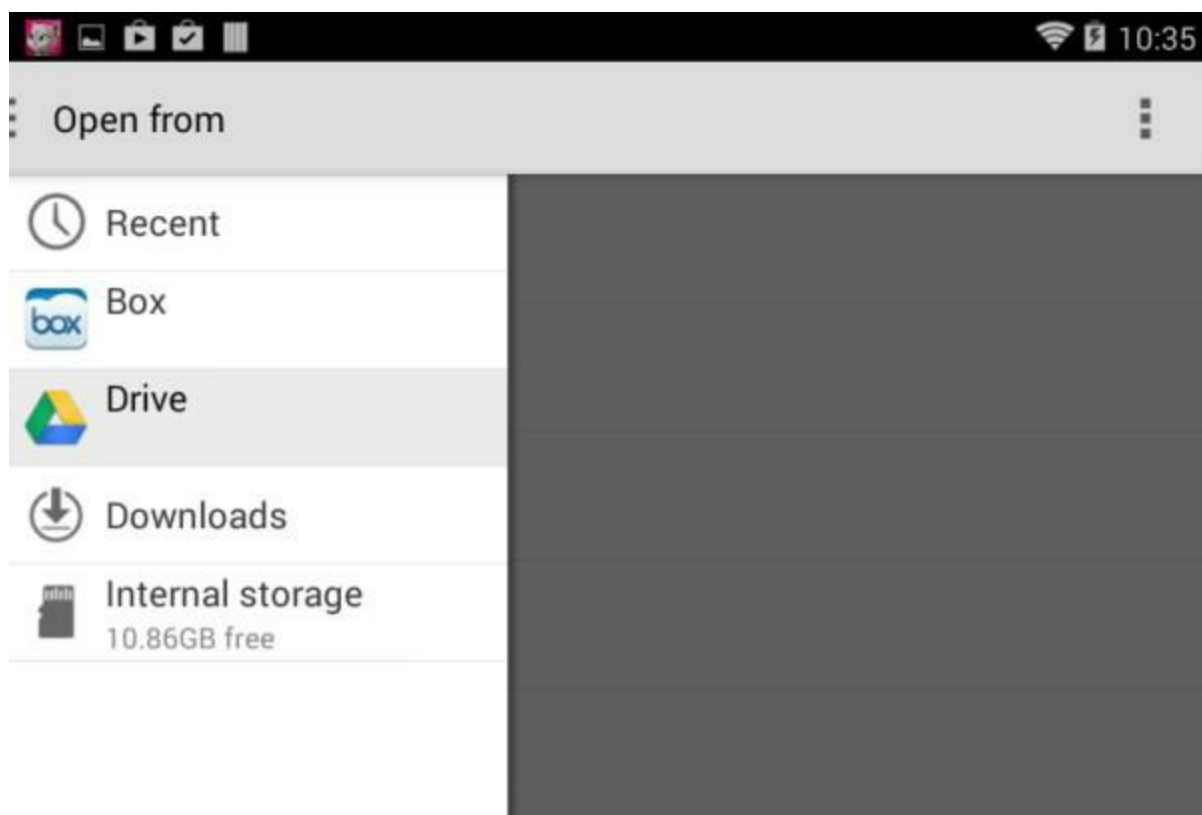 10:35
Open from
Recent
box
Box
Drive
Downloads
Internal storage
10.86GB free